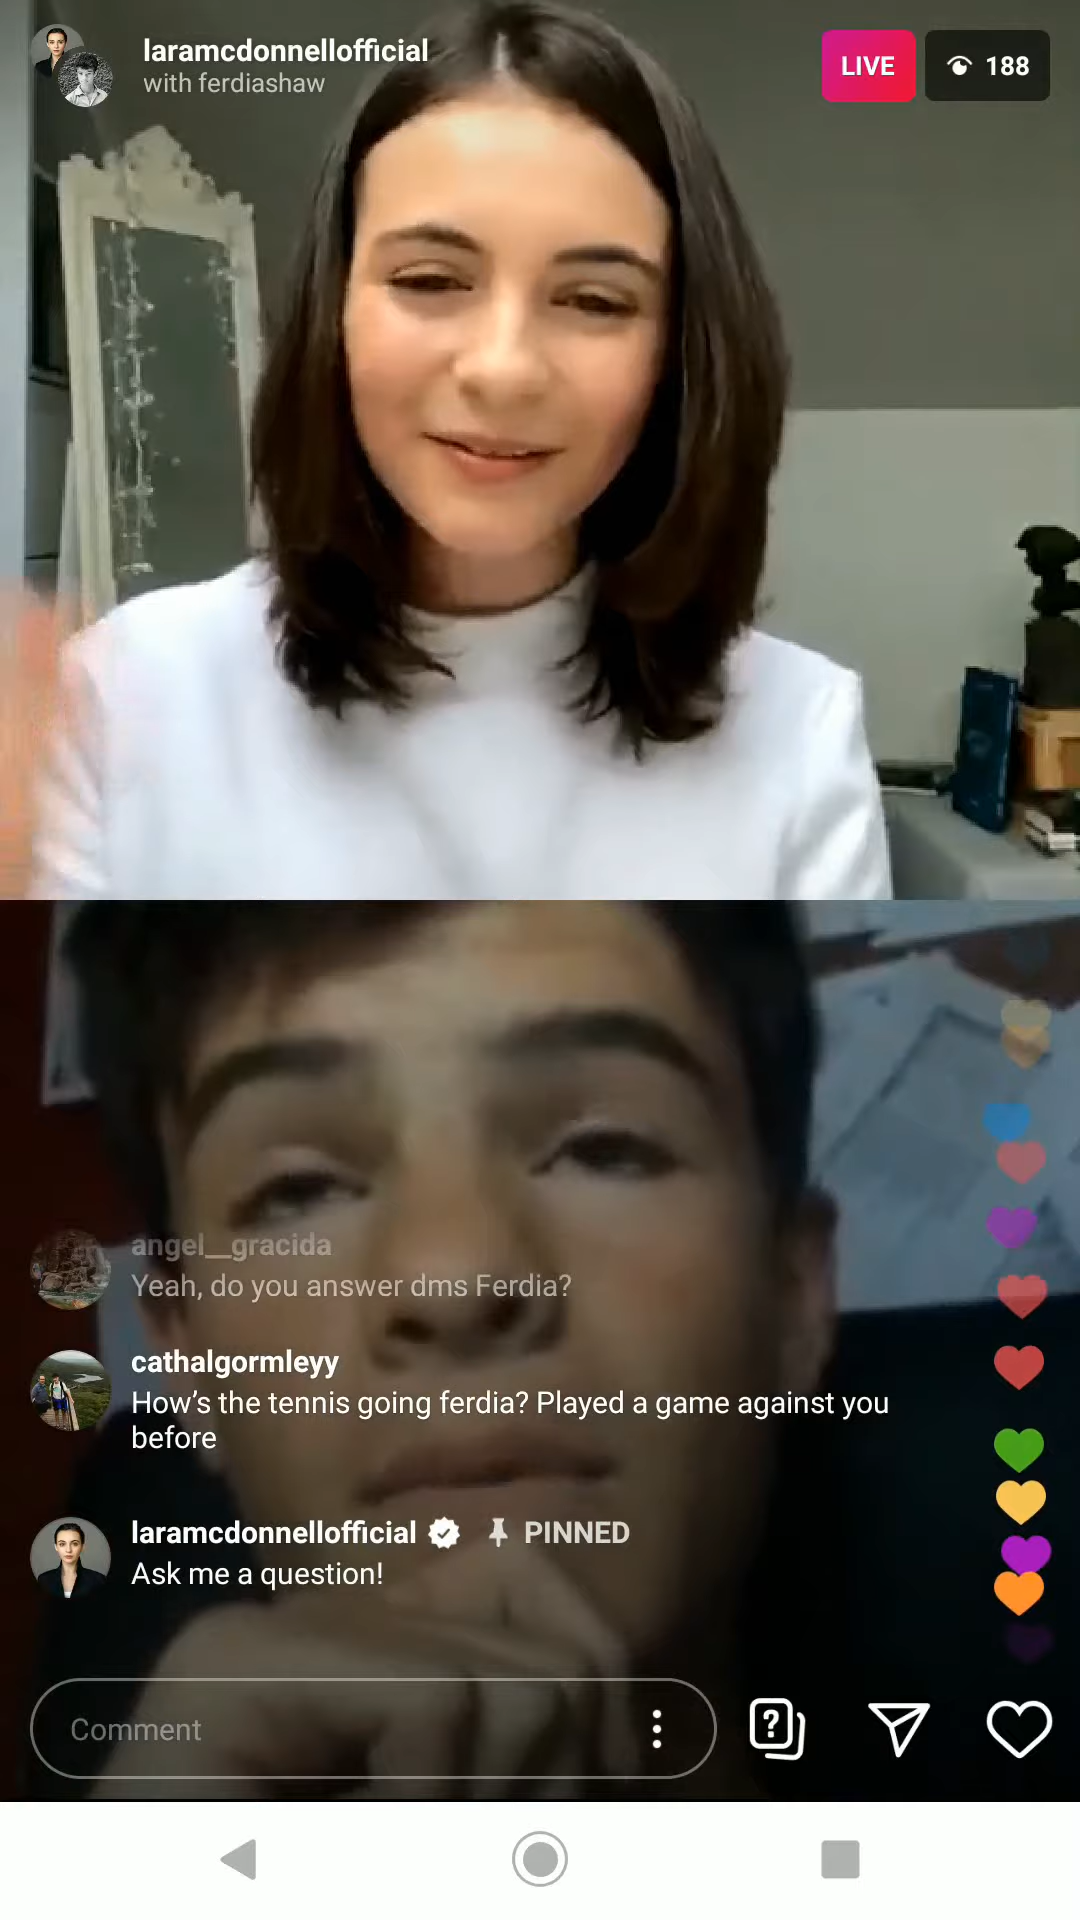 laramcdonnellofficial
with ferdiashaw
LIVE
188
angel__gracida
Yeah, do you answer dms Ferdia?
cathalgormleyy
How's the tennis going ferdia? Played a game against you
before
laramcdonnellofficial PINNED
Ask me a question!
Comment